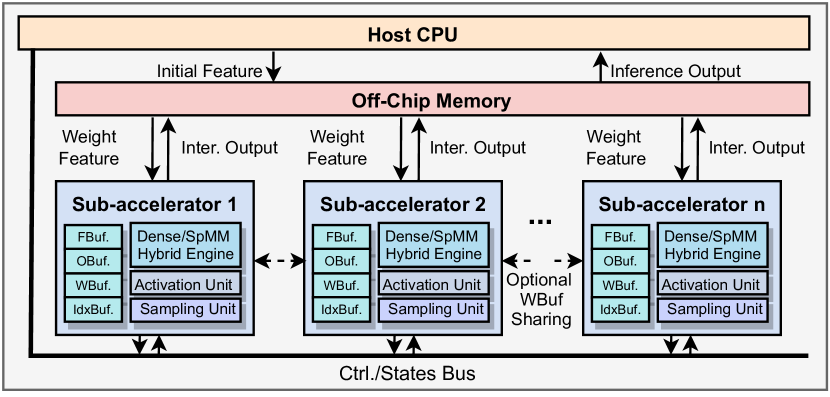 Host CPU
Initial Feature
Inference Output
Off-Chip Memory
Weight
Feature
Inter. Output
Weight
Feature
Inter. Output
Weight
Feature
Inter. Output
Sub-accelerator 1
FBuf.
OBuf.
WBuf.
IdxBuf.
Dense/SpMM
Hybrid Engine
Activation Unit
Sampling Unit
Sub-accelerator 2
FBuf.
OBuf.
WBuf.
IdxBuf.
Dense/SpMM
Hybrid Engine
Activation Unit
Sampling Unit
...
Optional
WBuf
Sharing
Sub-accelerator n
FBuf.
OBuf.
WBuf.
IdxBuf.
Dense/SpMM
Hybrid Engine
Activation Unit
Sampling Unit
Ctrl./States Bus